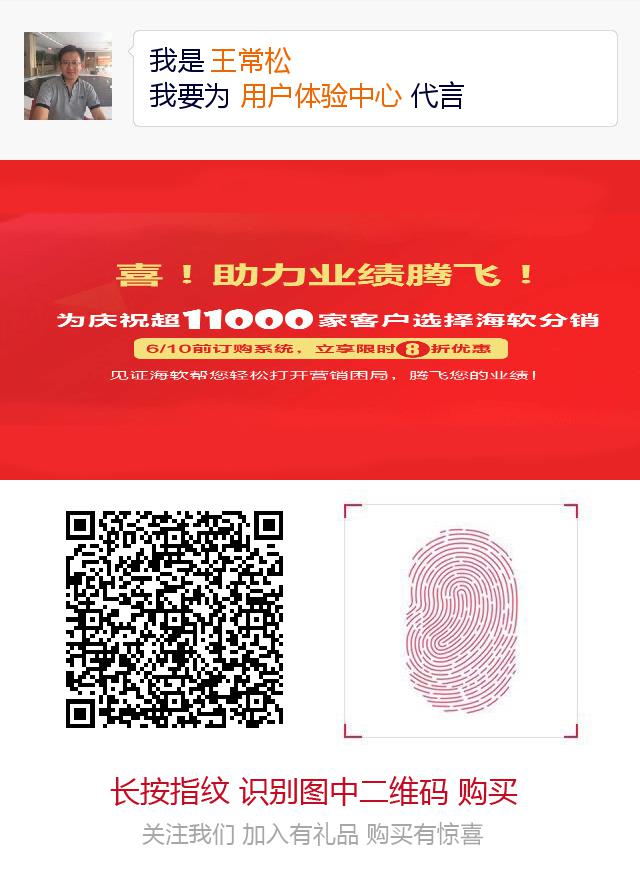 我是 王常松
我要为 用户体验中心 代言
喜！助力业绩腾飞！
为庆祝超11000家客户选择海软分销
6/10前订购系统，立享限时8折优惠
见证海软帮您轻松打开营销困局，腾飞您的业绩！
长按指纹 识别图中二维码 购买
关注我们 加入有礼品 购买有惊喜